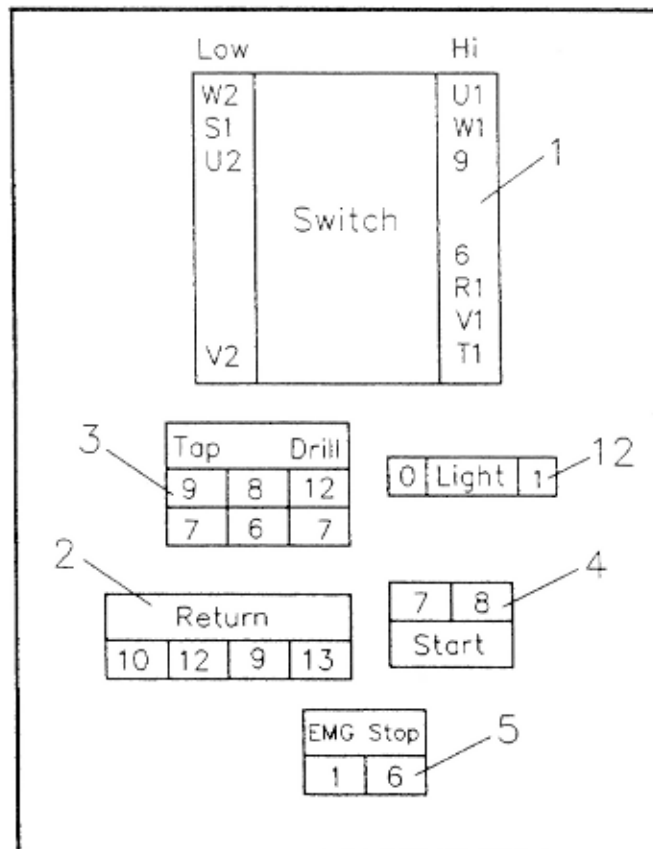 Low Hi
W2 U1
S1 W1
U2 9 1
Switch
6
R1
V1
V2 T1
3 Tap Drill
9 8 12
7 6 7
0 Light 1 12
2
Return
10 12 9 13
4
7 8
Start
5
EMG Stop
1 6